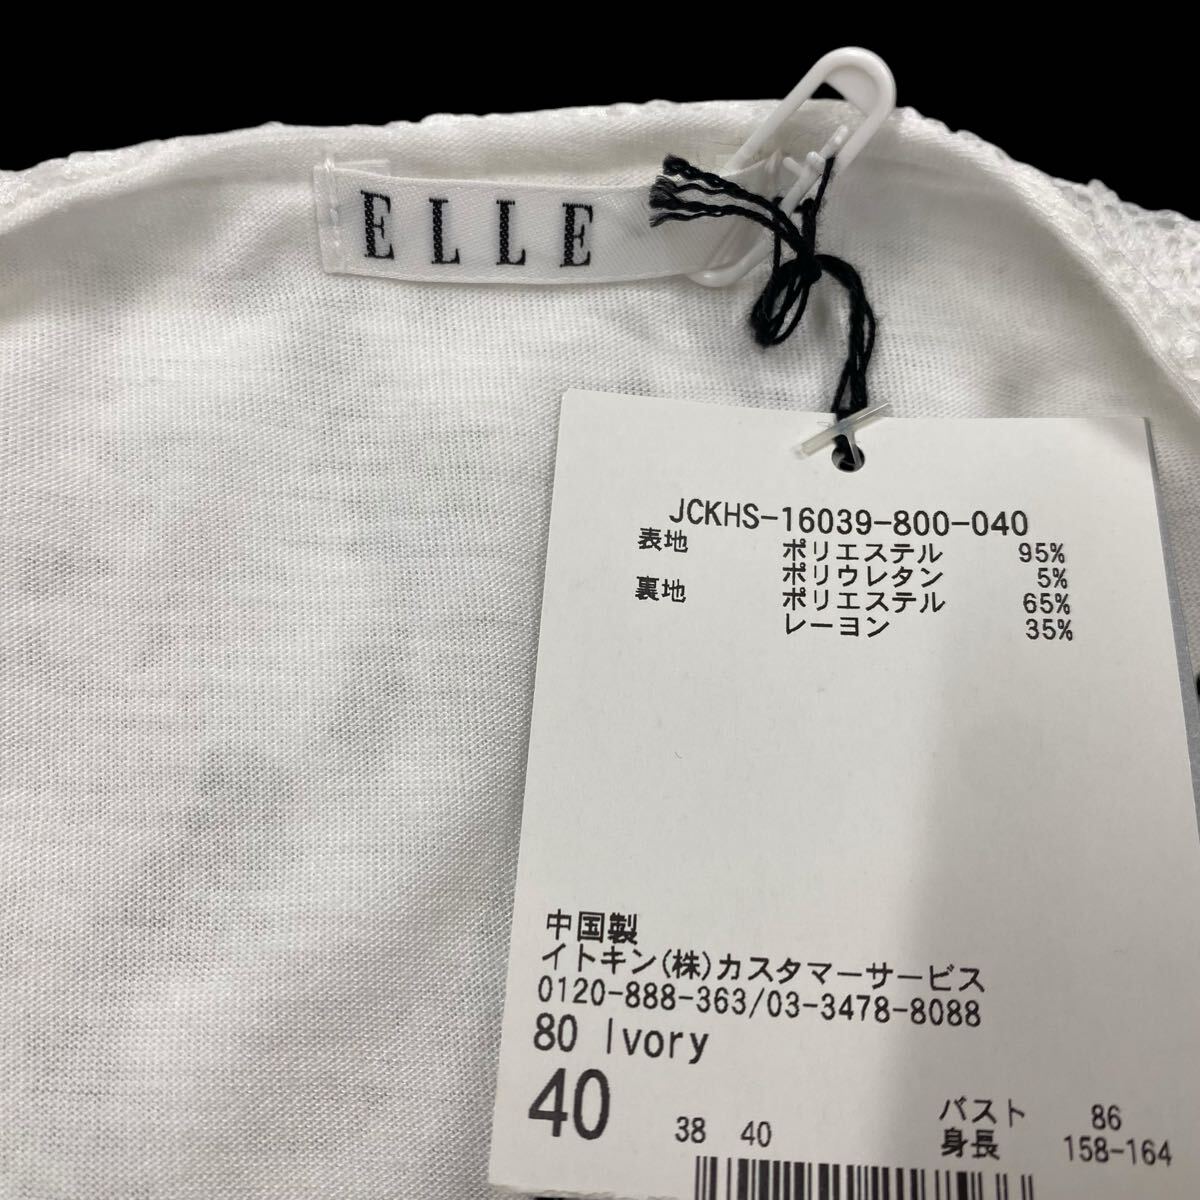 ELLE
JCKHS-16039-800-040
表地 ポリエステル 95%
ポリウレタン 5%
裏地 ポリエステル 65%
レーヨン 35%
中国製
イトキン(株)カスタマーサービス
0120-888-363/03-3478-8088
80 Ivory
40 38 40
バスト 86
身長 158-164